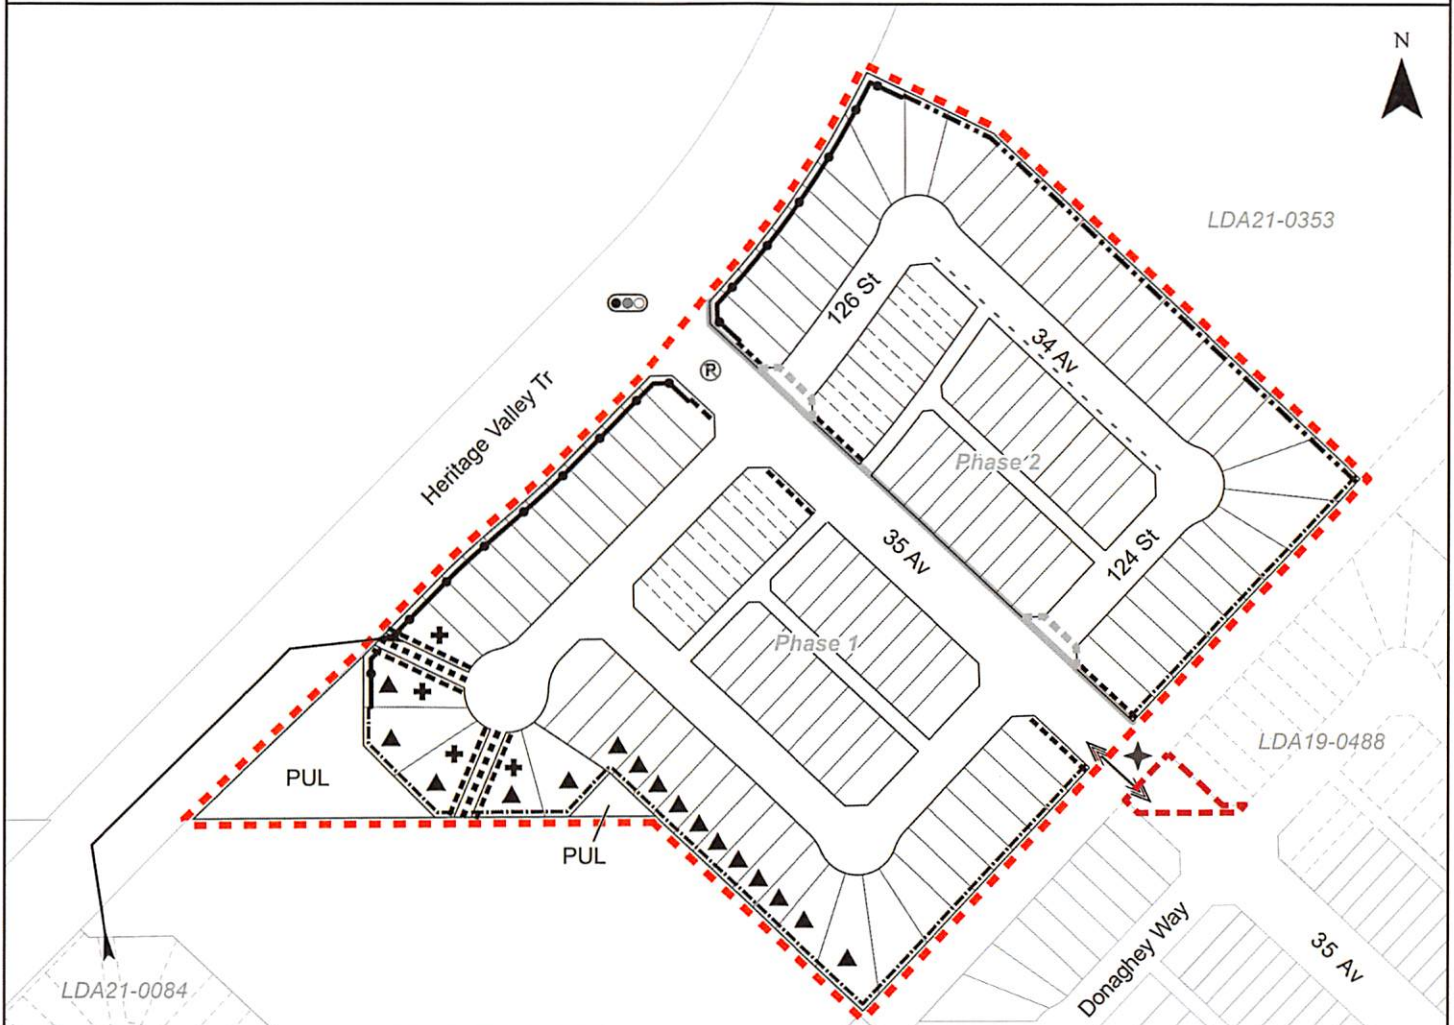 N
LDA21-0353
126 St
34 Av
Heritage Valley Tr
®
Phase 2
35 Av
124 St
Phase 1
LDA19-0488
PUL
PUL
Donaghey Way
35 Av
LDA21-0084